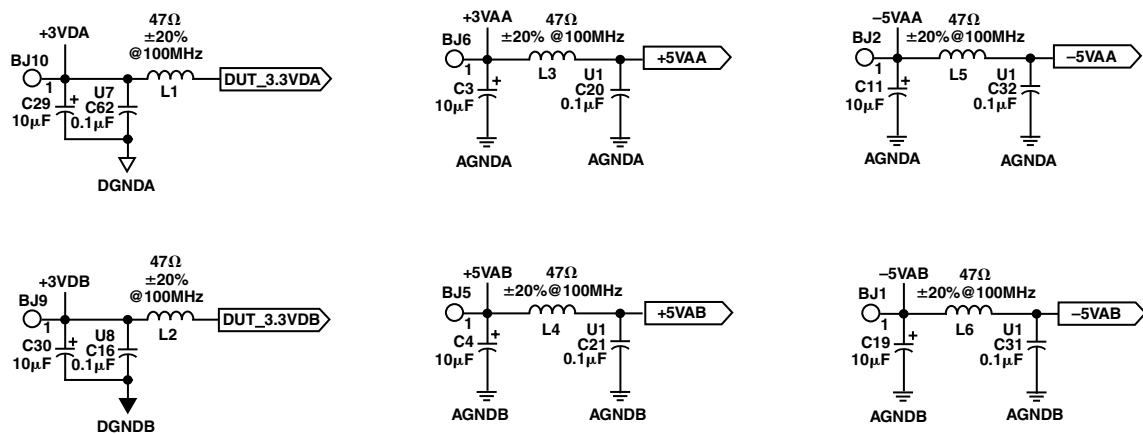 +3VDA
47Ω
±20%
@100MHz
BJ10
1
L1
DUT_3.3VDA
C29
+
10μF
U7
C62
0.1μF
DGNDA
+3VAA
47Ω
±20% @100MHz
BJ6
1
L3
+5VAA
C3
+
10μF
U1
C20
0.1μF
AGNDA
AGNDA
–5VAA
47Ω
±20% @100MHz
BJ2
1
L5
–5VAA
C11
+
10μF
U1
C32
0.1μF
AGNDA
AGNDA
+3VDB
47Ω
±20%
@100MHz
BJ9
1
L2
DUT_3.3VDB
C30
+
10μF
U8
C16
0.1μF
DGNDB
+5VAB
47Ω
±20%@100MHz
BJ5
1
L4
+5VAB
C4
+
10μF
U1
C21
0.1μF
AGNDB
AGNDB
–5VAB
47Ω
±20%@100MHz
BJ1
1
L6
–5VAB
C19
+
10μF
U1
C31
0.1μF
AGNDB
AGNDB